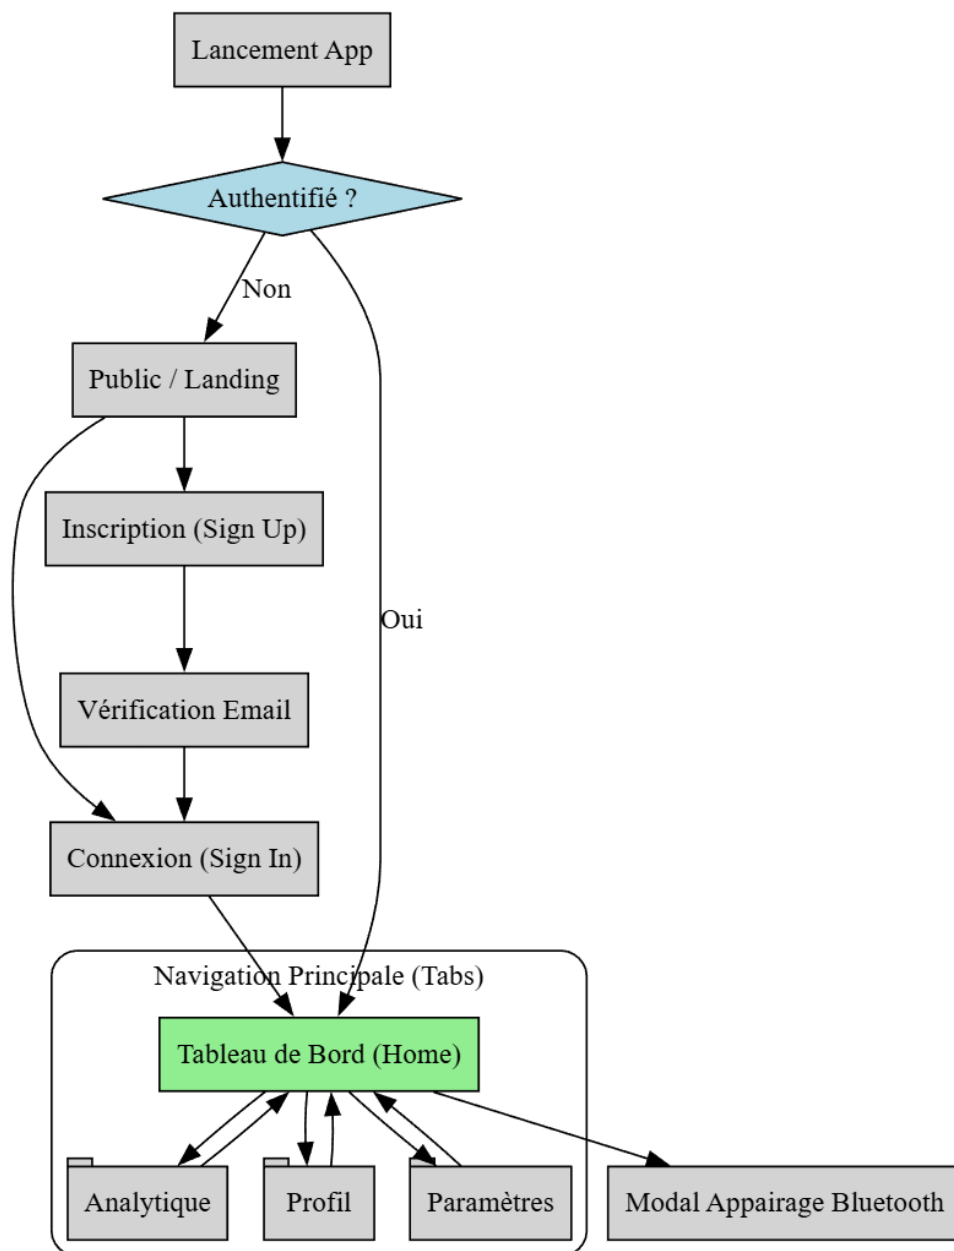 Lancement App
Authentifié ?
Non
Public / Landing
Inscription (Sign Up)
Oui
Vérification Email
Connexion (Sign In)
Navigation Principale (Tabs)
Tableau de Bord (Home)
Analytique
Profil
Paramètres
Modal Appairage Bluetooth